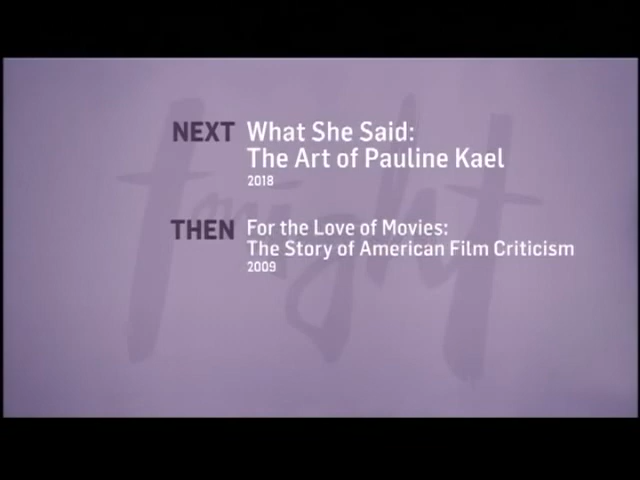 tonight
NEXT What She Said:
The Art of Pauline Kael
2018
THEN For the Love of Movies:
The Story of American Film Criticism
2009